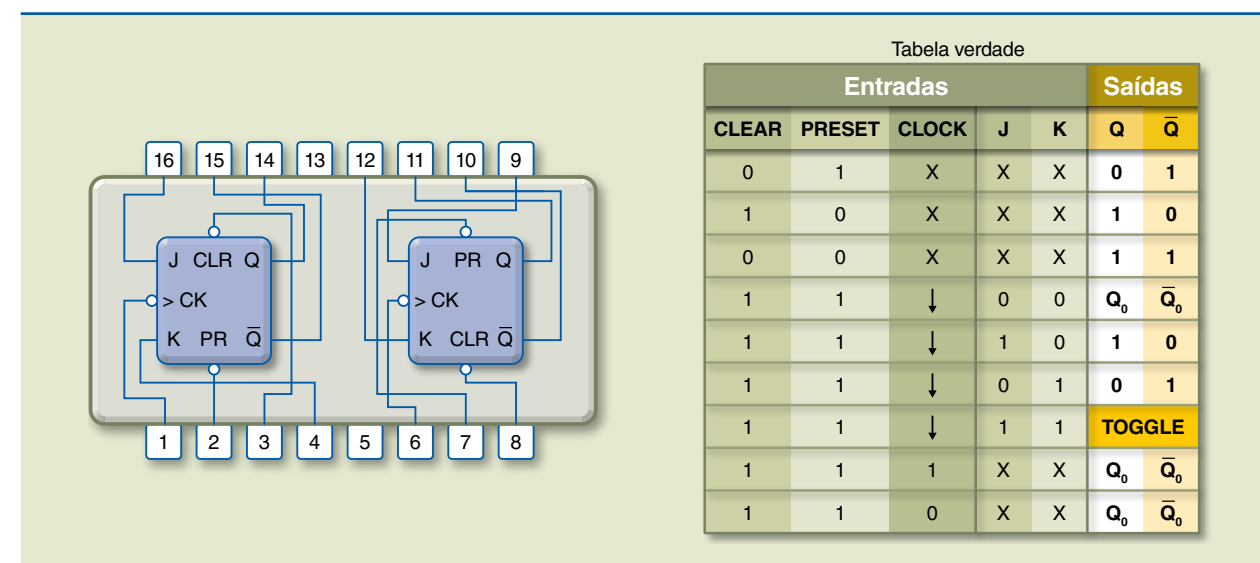 Tabela verdade
Entradas Saídas
CLEAR PRESET CLOCK J K Q Q̅
0 1 X X X 0 1
1 0 X X X 1 0
0 0 X X X 1 1
1 1 ↓ 0 0 Q₀ Q̅₀
1 1 ↓ 1 0 1 0
1 1 ↓ 0 1 0 1
1 1 ↓ 1 1 TOGGLE
1 1 1 X X Q₀ Q̅₀
1 1 0 X X Q₀ Q̅₀
16 15 14 13 12 11 10 9
J CLR Q
> CK
K PR Q̅
J PR Q
> CK
K CLR Q̅
1 2 3 4 5 6 7 8